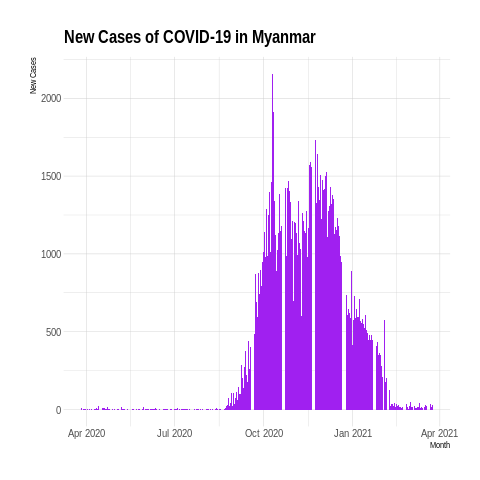 New Cases of COVID-19 in Myanmar
New Cases
2000
1500
1000
500
0
Apr 2020 Jul 2020 Oct 2020 Jan 2021 Apr 2021
Month